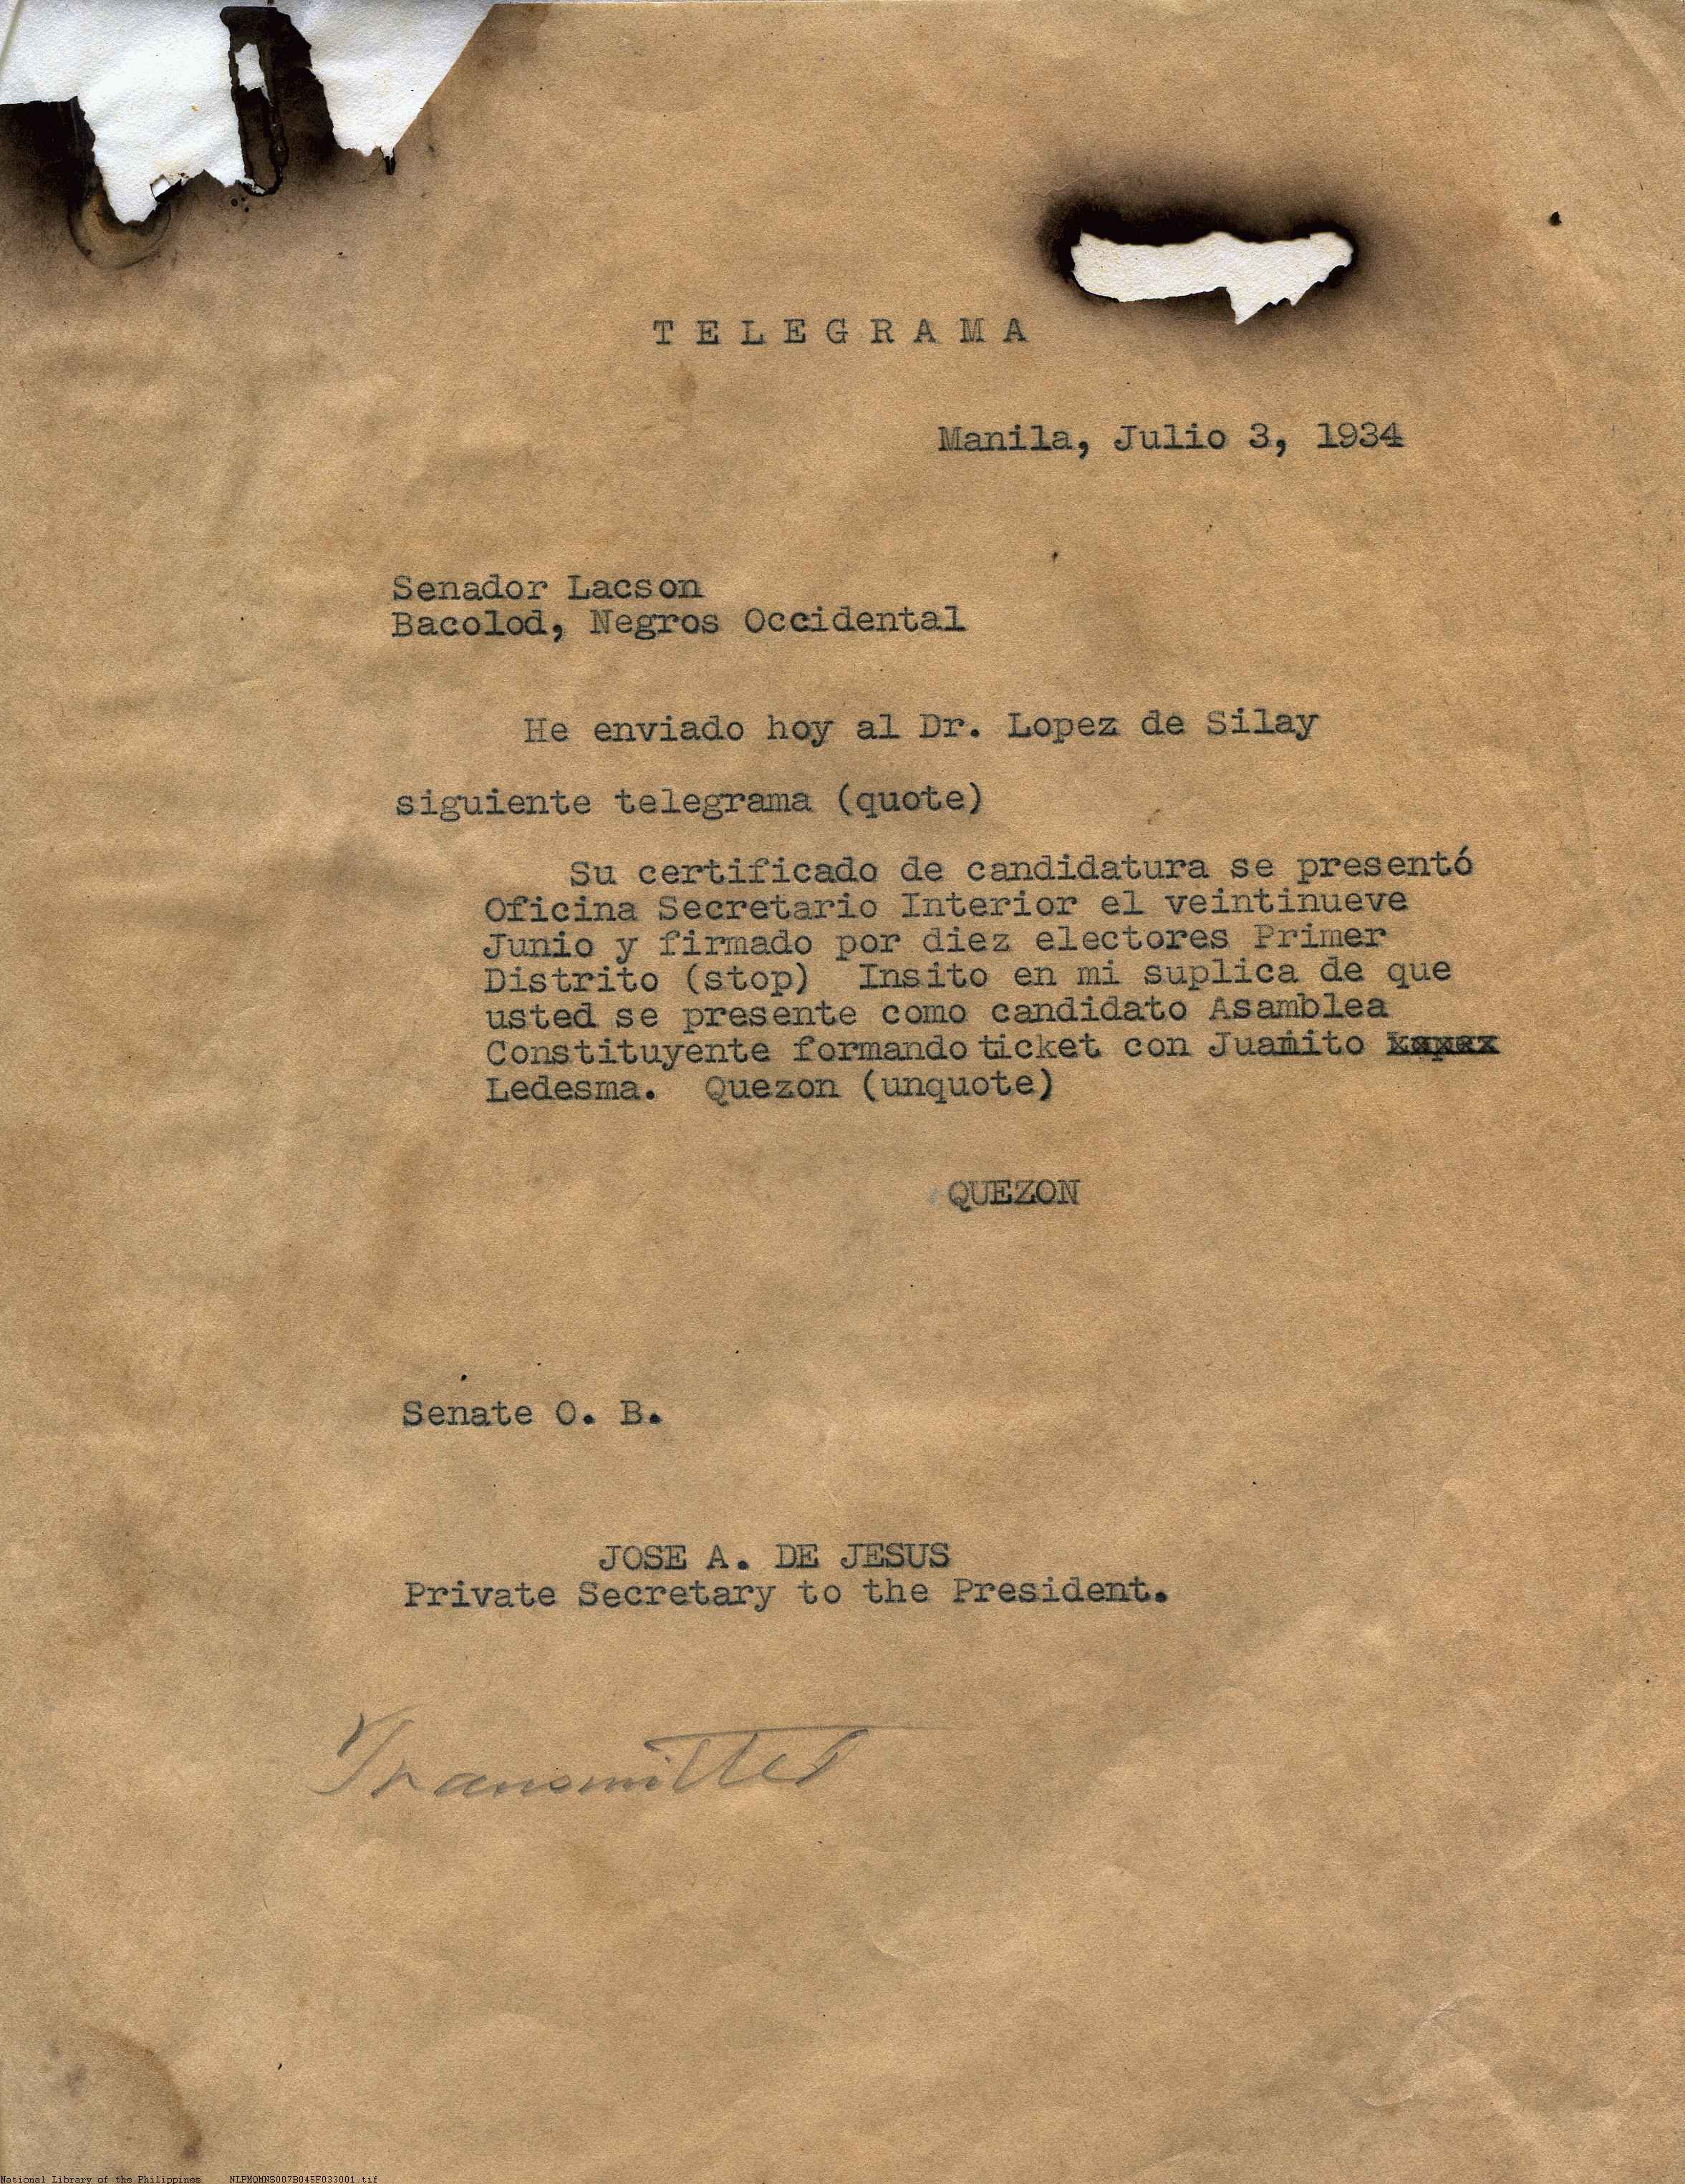 TELEGRAMA
Manila, Julio 3, 1934
Senador Lacson
Bacolod, Negros Occidental
He enviado hoy al Dr. Lopez de Silay
siguiente telegrama (quote)
Su certificado de candidatura se presentó
Oficina Secretario Interior el veintinueve
Junio y firmado por diez electores Primer
Distrito (stop) Insito en mi suplica de que
usted se presente como candidato Asamblea
Constituyente formando ticket con Juanito
Ledesma. Quezon (unquote)
QUEZON
Senate O. B.
JOSE A. DE JESUS
Private Secretary to the President.
Transmitted
National Library of the Philippines NLPMQMNS007B045F033001.tif